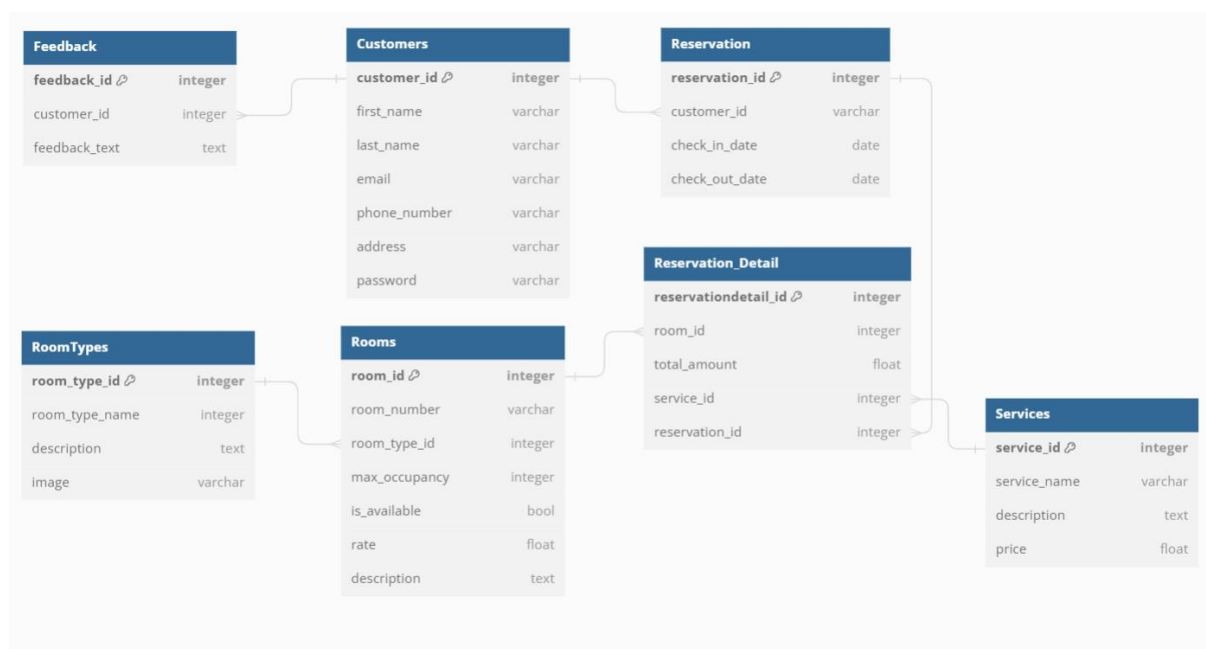 Feedback
feedback_id integer
customer_id integer
feedback_text text
Customers
customer_id integer
first_name varchar
last_name varchar
email varchar
phone_number varchar
address varchar
password varchar
Reservation
reservation_id integer
customer_id varchar
check_in_date date
check_out_date date
Reservation_Detail
reservationdetail_id integer
room_id integer
total_amount float
service_id integer
reservation_id integer
RoomTypes
room_type_id integer
room_type_name integer
description text
image varchar
Rooms
room_id integer
room_number varchar
room_type_id integer
max_occupancy integer
is_available bool
rate float
description text
Services
service_id integer
service_name varchar
description text
price float